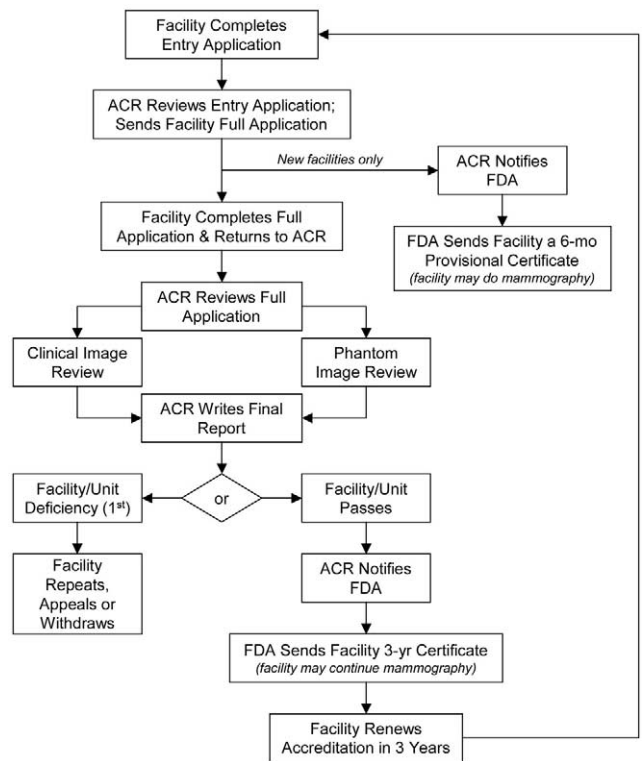 Facility Completes
Entry Application
ACR Reviews Entry Application;
Sends Facility Full Application
New facilities only
ACR Notifies
FDA
Facility Completes Full
Application & Returns to ACR
FDA Sends Facility a 6-mo
Provisional Certificate
(facility may do mammography)
ACR Reviews Full
Application
Clinical Image
Review
Phantom
Image Review
ACR Writes Final
Report
Facility/Unit
Deficiency (1st)
or
Facility/Unit
Passes
Facility
Repeats,
Appeals or
Withdraws
ACR Notifies
FDA
FDA Sends Facility 3-yr Certificate
(facility may continue mammography)
Facility Renews
Accreditation in 3 Years